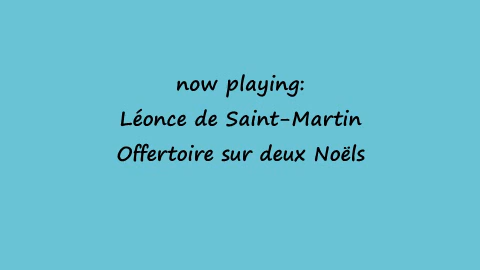 now playing:
Léonce de Saint-Martin
Offertoire sur deux Noëls